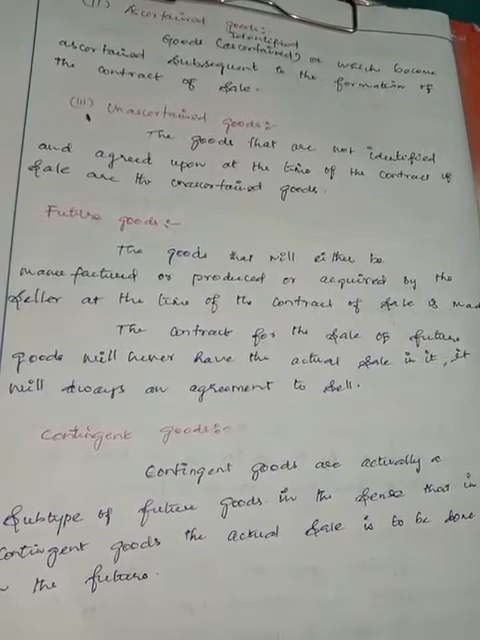 (II) Ascertained goods:-
identified
Goods (ascertained) or which become
ascertained subsequent to the formation of
the contract of sale.
(III) Unascertained goods:-
The goods that are not identified
and agreed upon at the time of the contract of
sale are the unascertained goods.
Future goods:-
The goods that will either be
manufactured or produced or acquired by the
seller at the time of the contract of sale is mad
The contract for the sale of future
goods will never have the actual sale in it, it
will always an agreement to sell.
Contingent goods:-
Contingent goods are actually a
subtype of future goods in the sense that in
contingent goods the actual sale is to be done
the future.